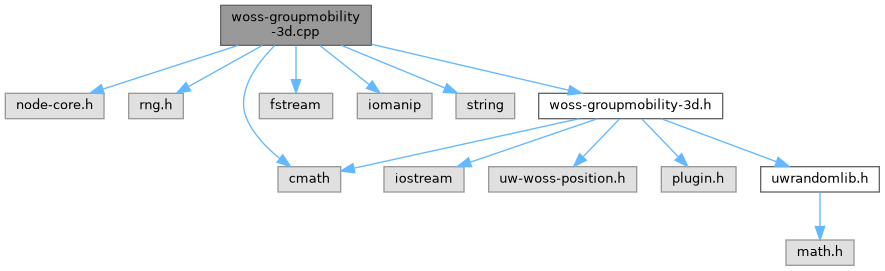 woss-groupmobility
-3d.cpp
node-core.h
rng.h
fstream
iomanip
string
woss-groupmobility-3d.h
cmath
iostream
uw-woss-position.h
plugin.h
uwrandomlib.h
math.h